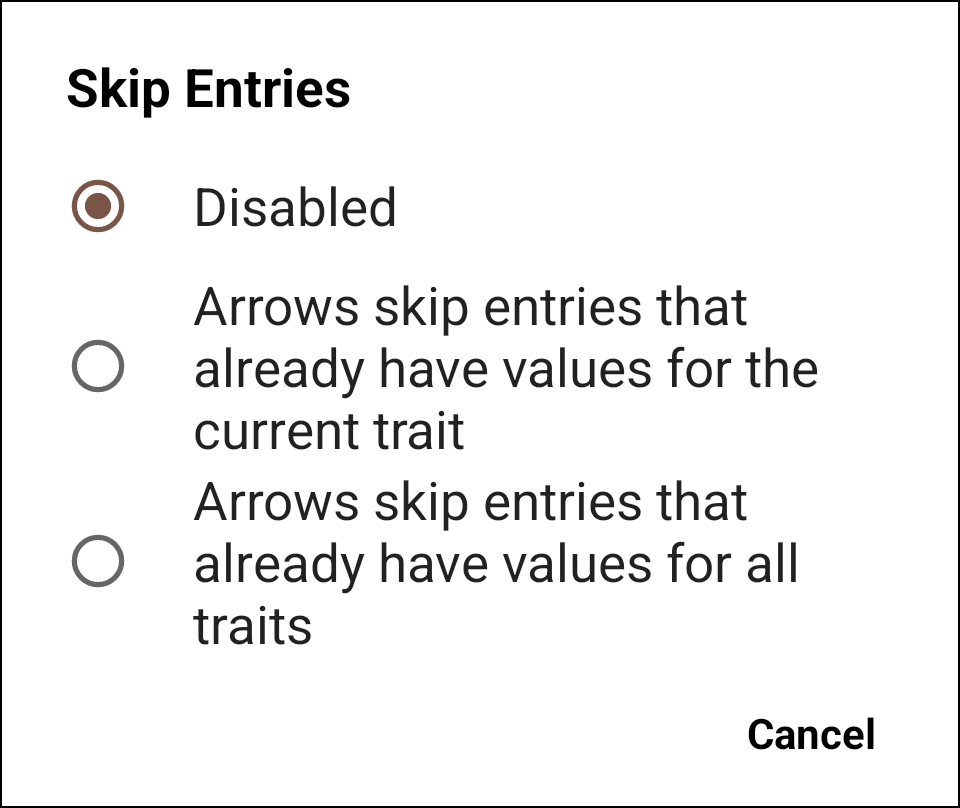 Skip Entries
Disabled
Arrows skip entries that
already have values for the
current trait
Arrows skip entries that
already have values for all
traits
Cancel